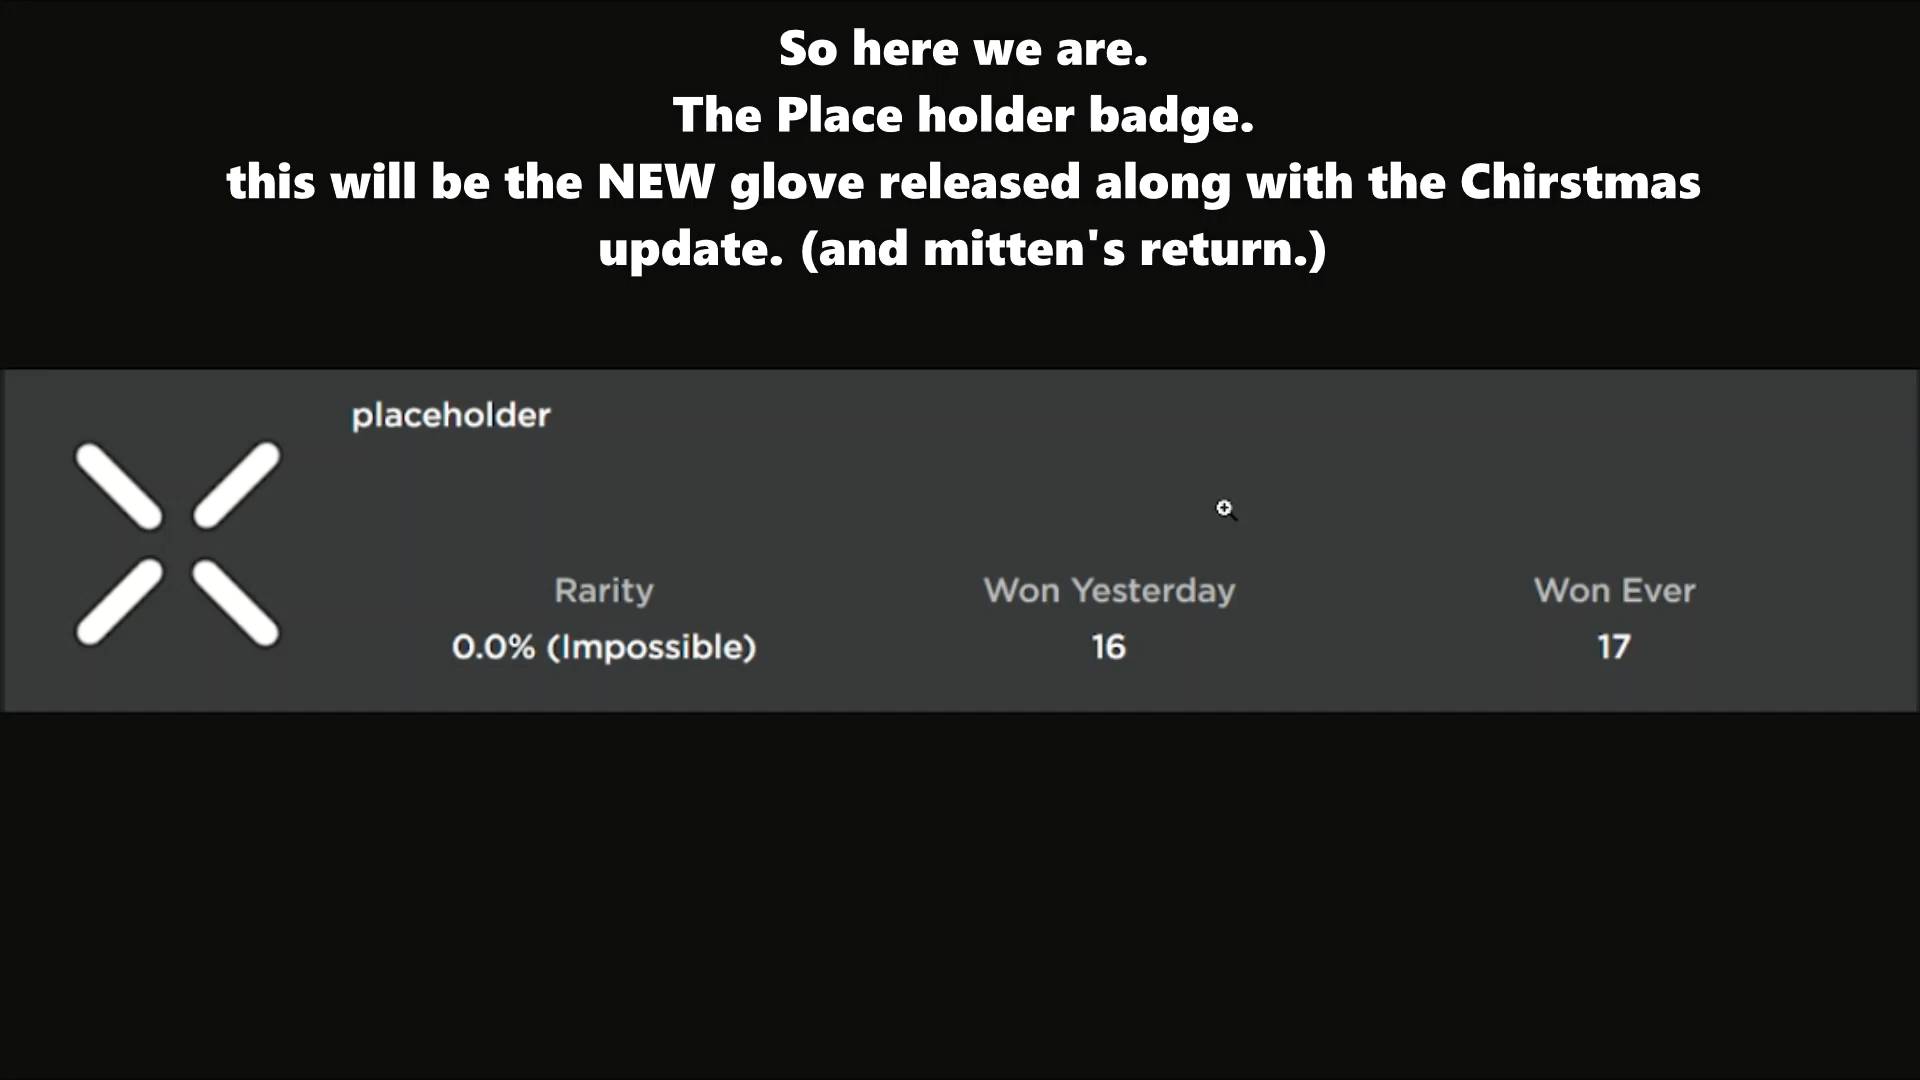 So here we are.
The Place holder badge.
this will be the NEW glove released along with the Chirstmas
update. (and mitten's return.)
placeholder
Rarity
Won Yesterday
Won Ever
0.0% (Impossible)
16
17